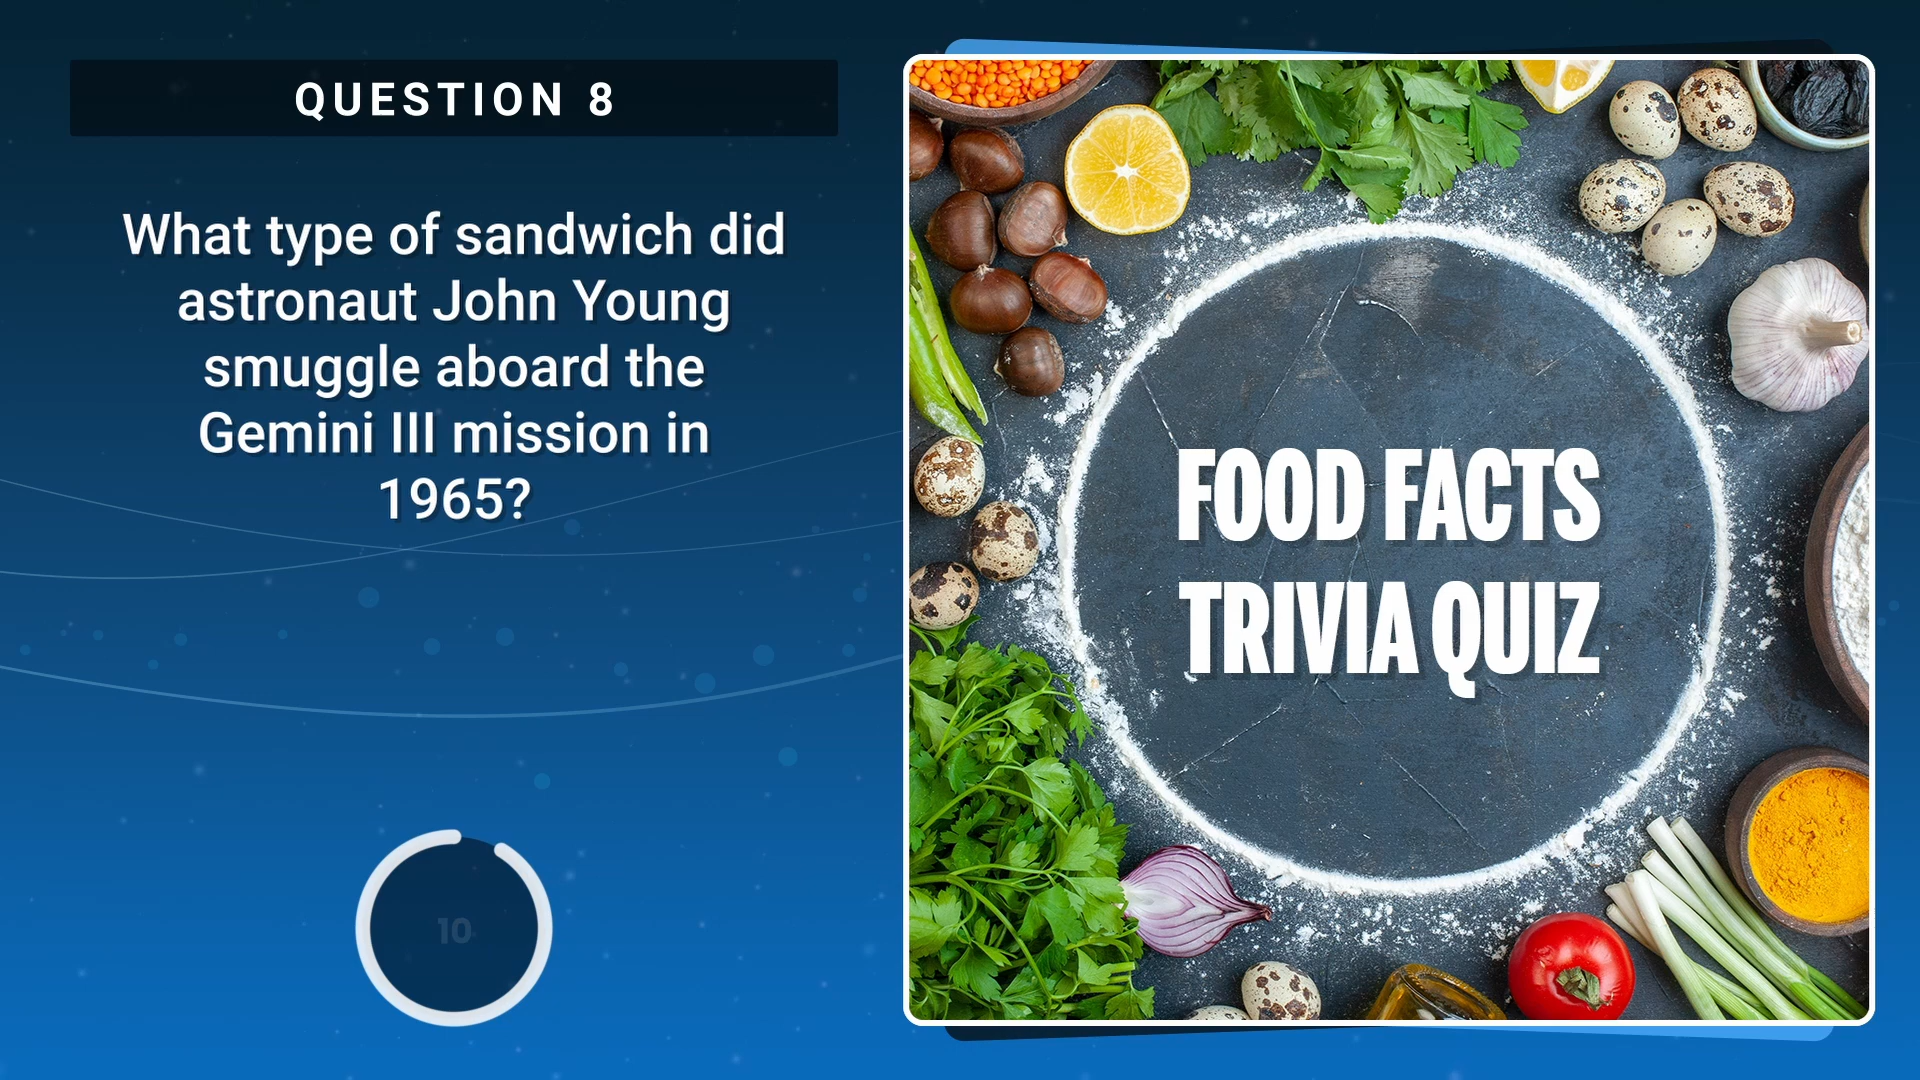 QUESTION 8
What type of sandwich did
astronaut John Young
smuggle aboard the
Gemini III mission in
1965?
10
FOOD FACTS
TRIVIA QUIZ